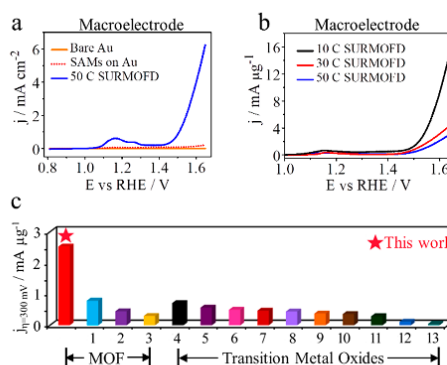 a
Macroelectrode
j / mA cm⁻²
6
4
2
0
Bare Au
SAMs on Au
50 C SURMOFD
0.8 1.0 1.2 1.4 1.6
E vs RHE / V
b
Macroelectrode
j / mA µg⁻¹
16
12
8
4
0
10 C SURMOFD
30 C SURMOFD
50 C SURMOFD
1.0 1.2 1.4 1.6
E vs RHE / V
c
This work
jη=300 mV / mA µg⁻¹
3
2
1
0
1 2 3 4 5 6 7 8 9 10 11 12 13
MOF
Transition Metal Oxides